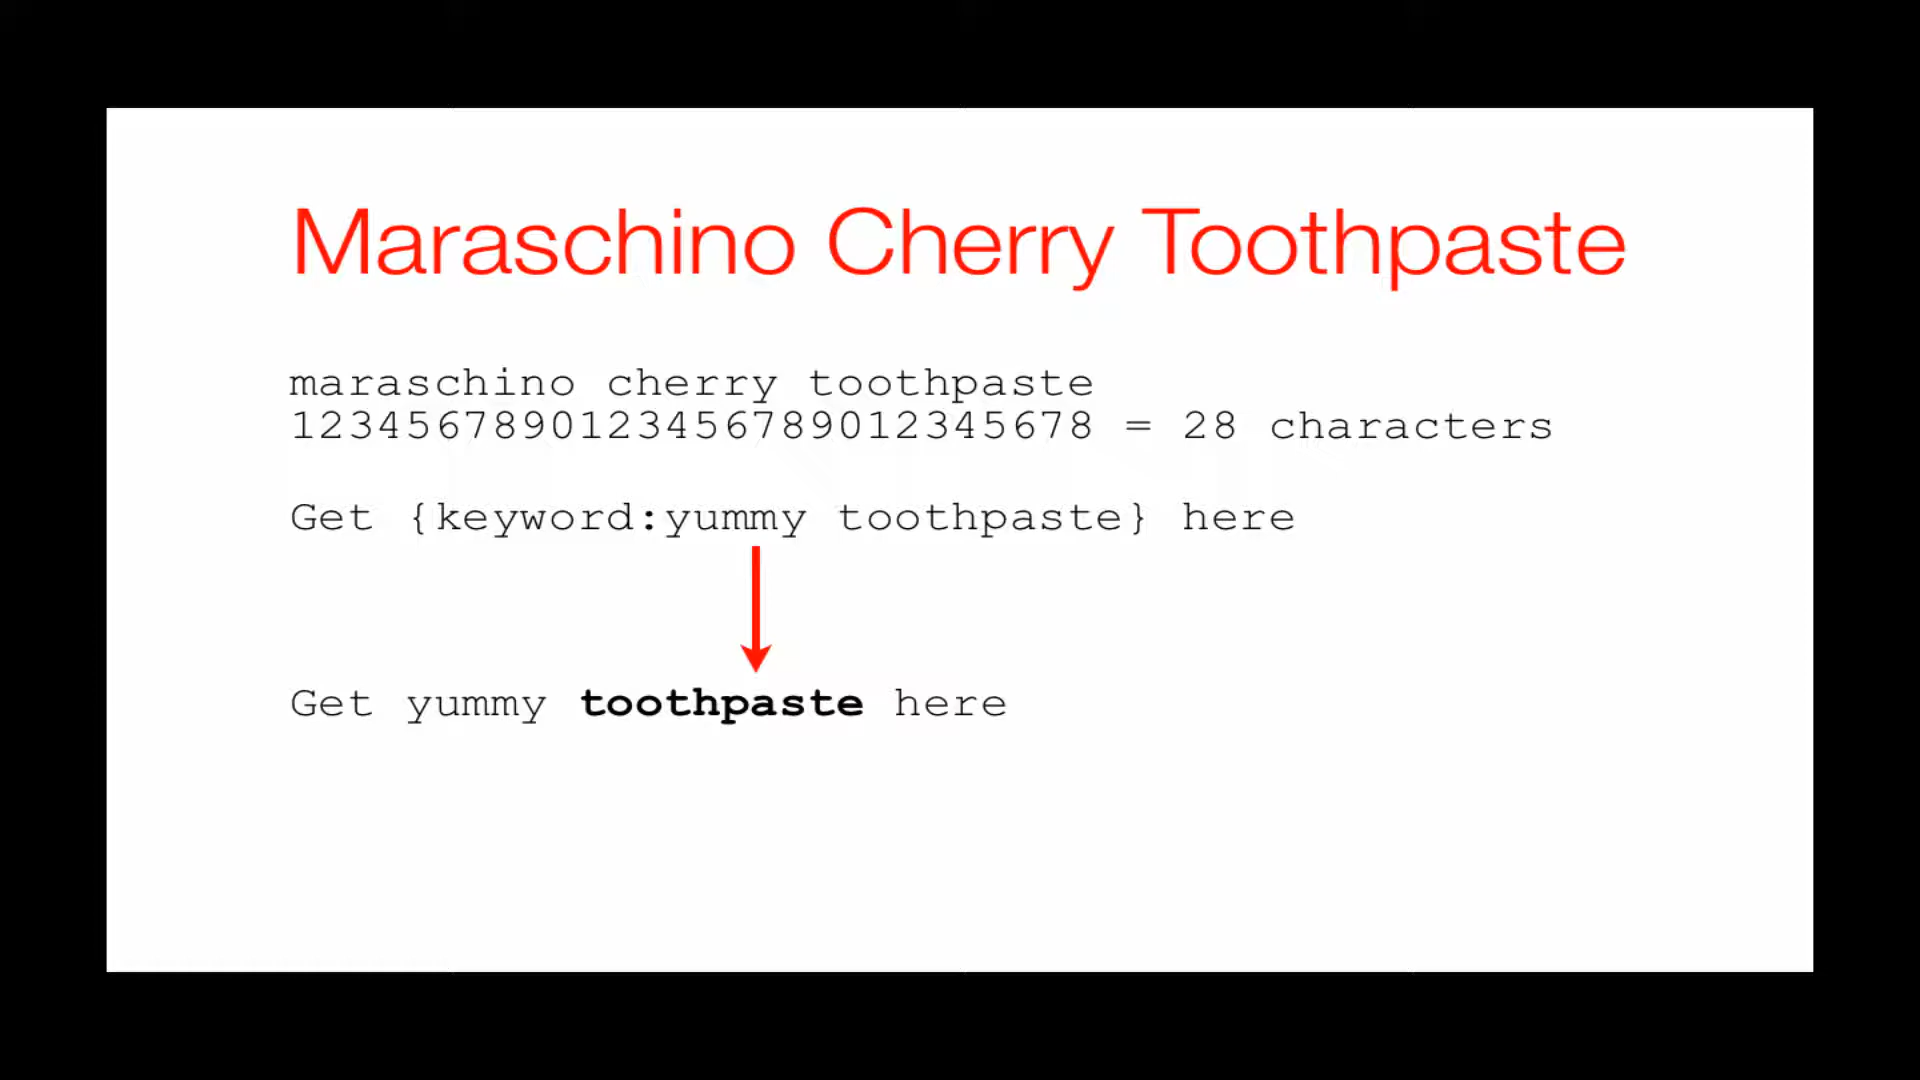 Maraschino Cherry Toothpaste
maraschino cherry toothpaste
1234567890123456789012345678 = 28 characters
Get {keyword:yummy toothpaste} here
Get yummy toothpaste here